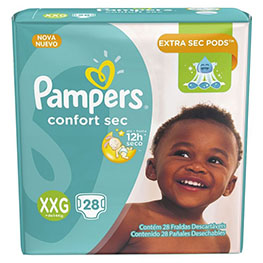 NOVA
NUEVO
EXTRA SEC PODS™
Pampers
confort sec
12h
seco
XXG
28
Contém 28 Fraldas Descartáveis
Contenido 28 Pañales Desechables